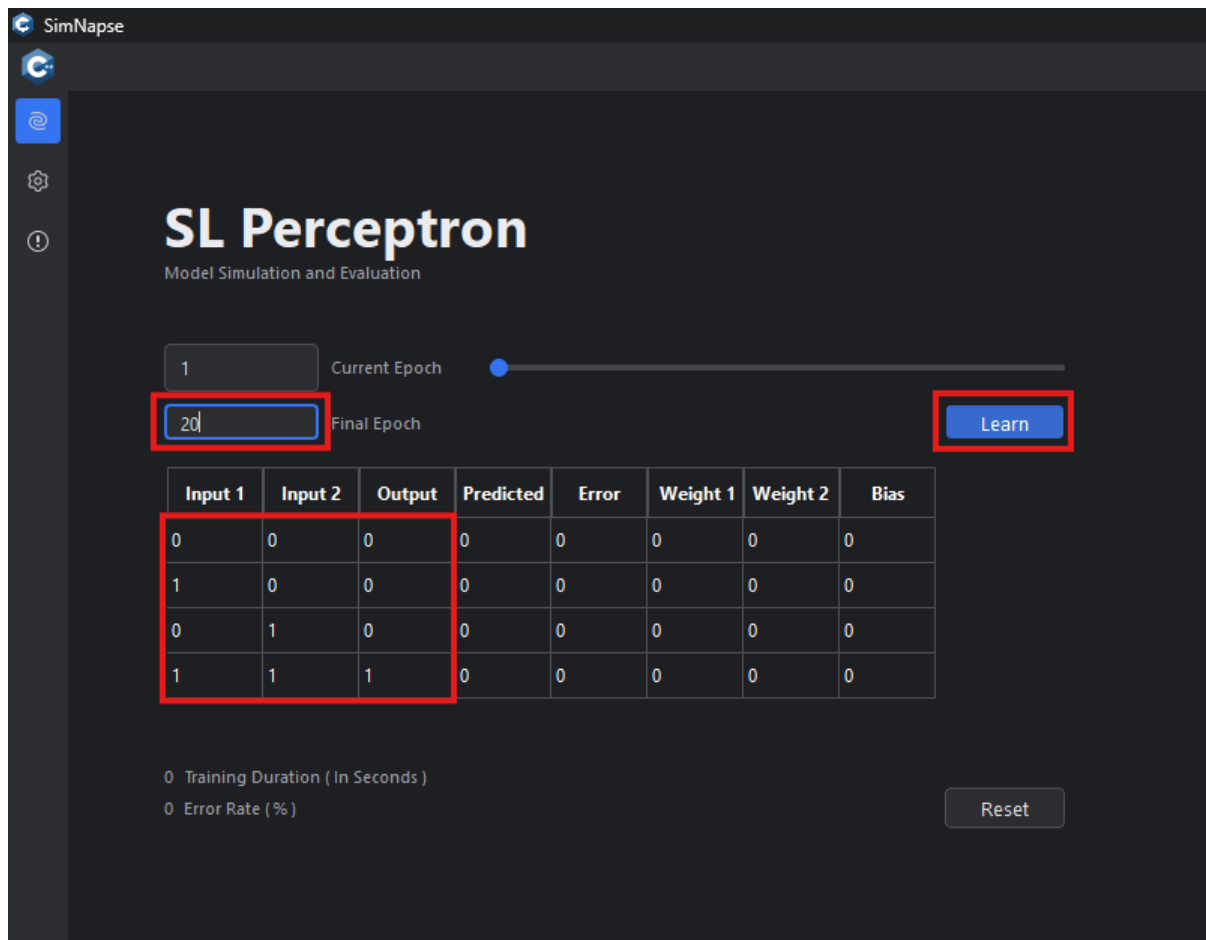 SimNapse
SL Perceptron
Model Simulation and Evaluation
1 Current Epoch
20 Final Epoch Learn
Input 1 Input 2 Output Predicted Error Weight 1 Weight 2 Bias
0 0 0 0 0 0 0 0
1 0 0 0 0 0 0 0
0 1 0 0 0 0 0 0
1 1 1 0 0 0 0 0
0 Training Duration ( In Seconds )
0 Error Rate ( % ) Reset